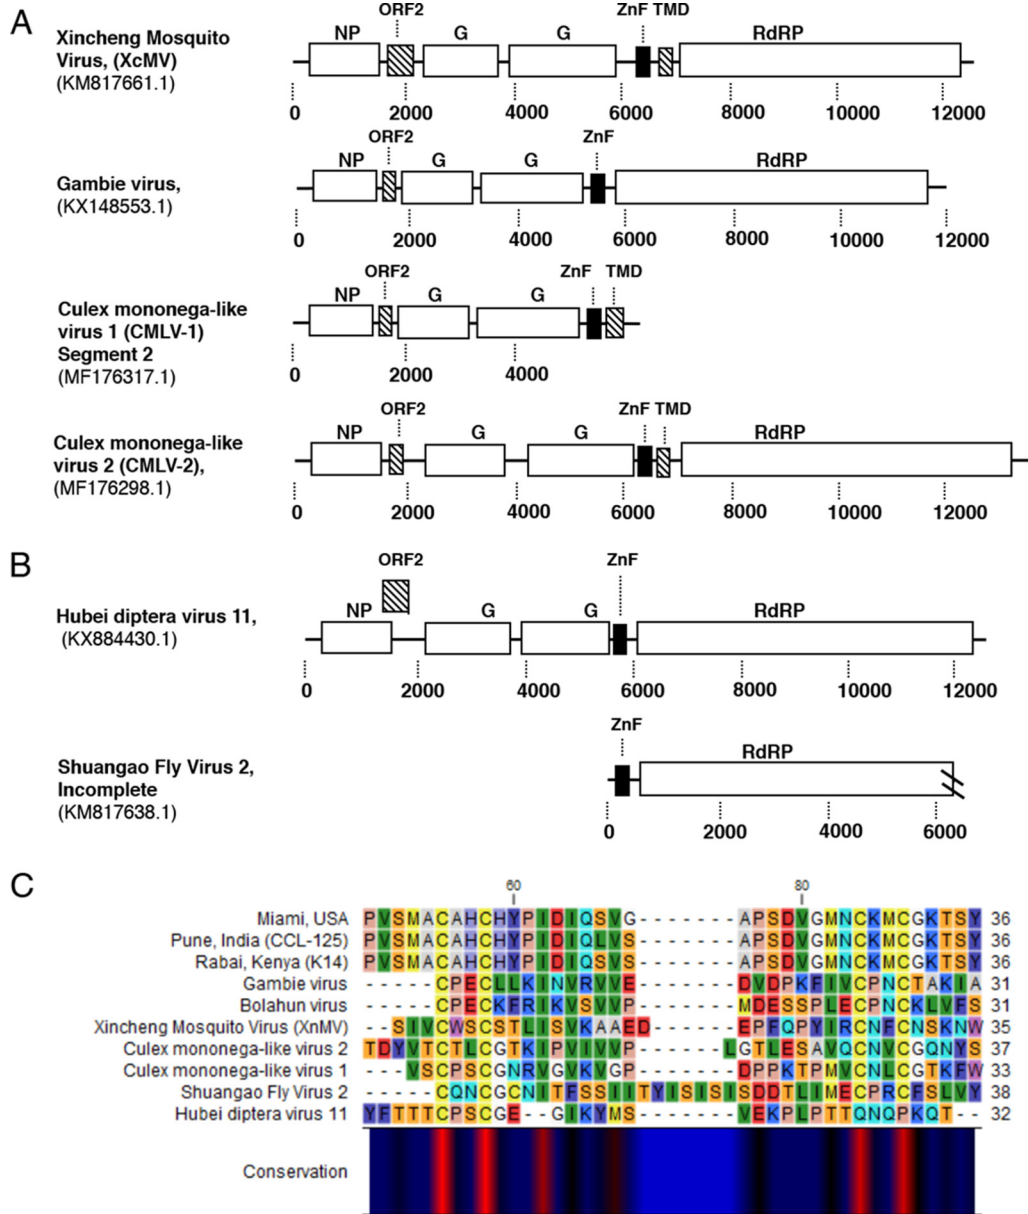 A
Xincheng Mosquito
Virus, (XcMV)
(KM817661.1)
ORF2 ZnF TMD
NP G G RdRP
0 2000 4000 6000 8000 10000 12000
Gambie virus,
(KX148553.1)
ORF2 ZnF
NP G G RdRP
0 2000 4000 6000 8000 10000 12000
Culex mononega-like
virus 1 (CMLV-1)
Segment 2
(MF176317.1)
ORF2 ZnF TMD
NP G G
0 2000 4000
Culex mononega-like
virus 2 (CMLV-2),
(MF176298.1)
ORF2 ZnF TMD
NP G G RdRP
0 2000 4000 6000 8000 10000 12000
B
Hubei diptera virus 11,
(KX884430.1)
ORF2 ZnF
NP G G RdRP
0 2000 4000 6000 8000 10000 12000
Shuangao Fly Virus 2,
Incomplete
(KM817638.1)
ZnF
RdRP
0 2000 4000 6000
C
60 80
Miami, USA PVSMACAHCHYPIDIQSVG-------APSDVGMNCKMCGKTSY 36
Pune, India (CCL-125) PVSMACAHCHYPIDIQLVS-------APSDVGMNCKMCGKTSY 36
Rabai, Kenya (K14) PVSMACAHCHYPIDIQSVS-------APSDVGMNCKMCGKTSY 36
Gambie virus -----CPECLLKINVRVVE-------DVDPKFIVCPNCTAKIA 31
Bolahun virus -----CPECKFRIKVSVVP-------MDESSPLECPNCKLVFS 31
Xincheng Mosquito Virus (XnMV) --SIVCWSCSTLISVKAAED------EPFQPYIRCNFCNSKNW 35
Culex mononega-like virus 2 TDYVTCTLCGTKIPVIVVP------LGTLESAVQCNVCGQNYS 37
Culex mononega-like virus 1 ---VSCPSCGNRVGVKVGP-------DPPKTPMVCNLCGTKFW 33
Shuangao Fly Virus 2 -----CQNCGCNITFSSIITYISISISDDTLIMECPRCFSLVY 38
Hubei diptera virus 11 YFTTTCPSCGE--GIKYMS-------VEKPLPTTQNQPKQT-- 32
Conservation